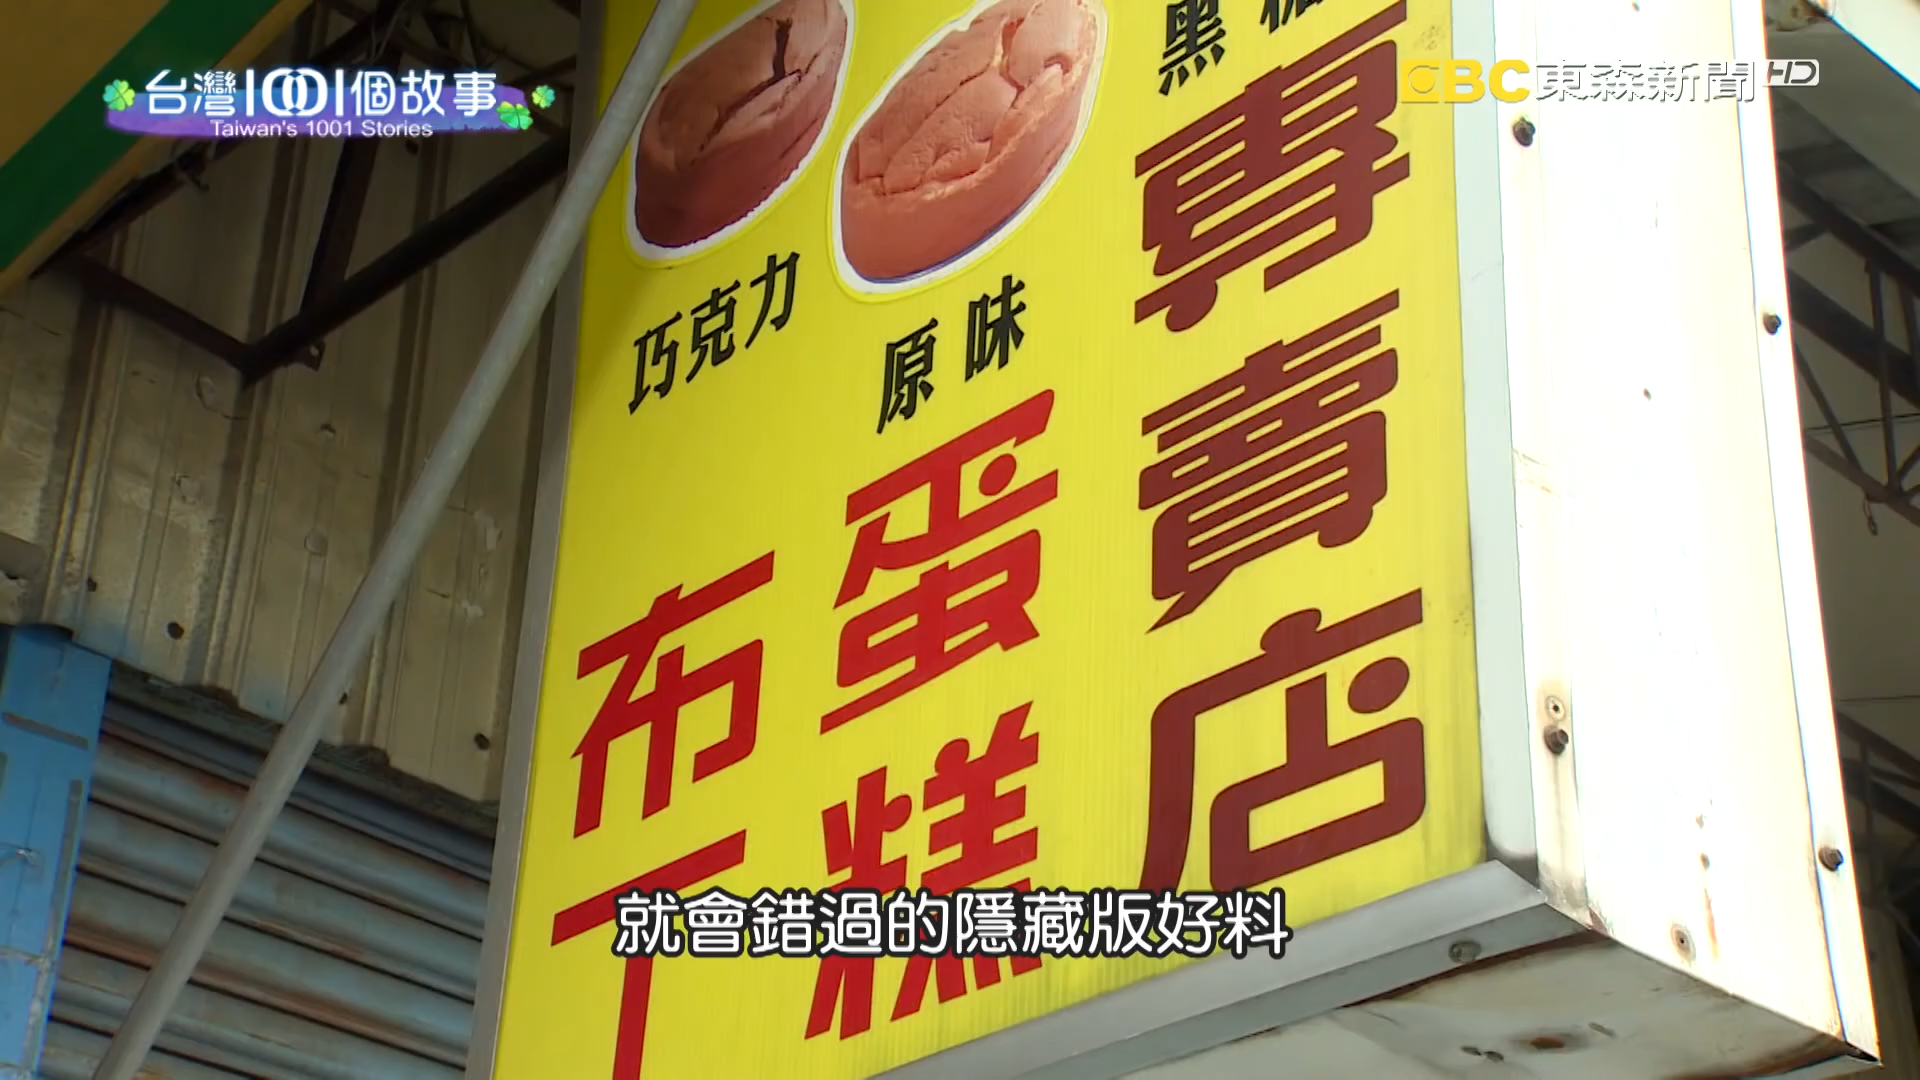 台灣1001個故事
Taiwan's 1001 Stories
EBC東森新聞HD
黑糖
專賣店
巧克力
原味
蛋糕
布丁
就會錯過的隱藏版好料